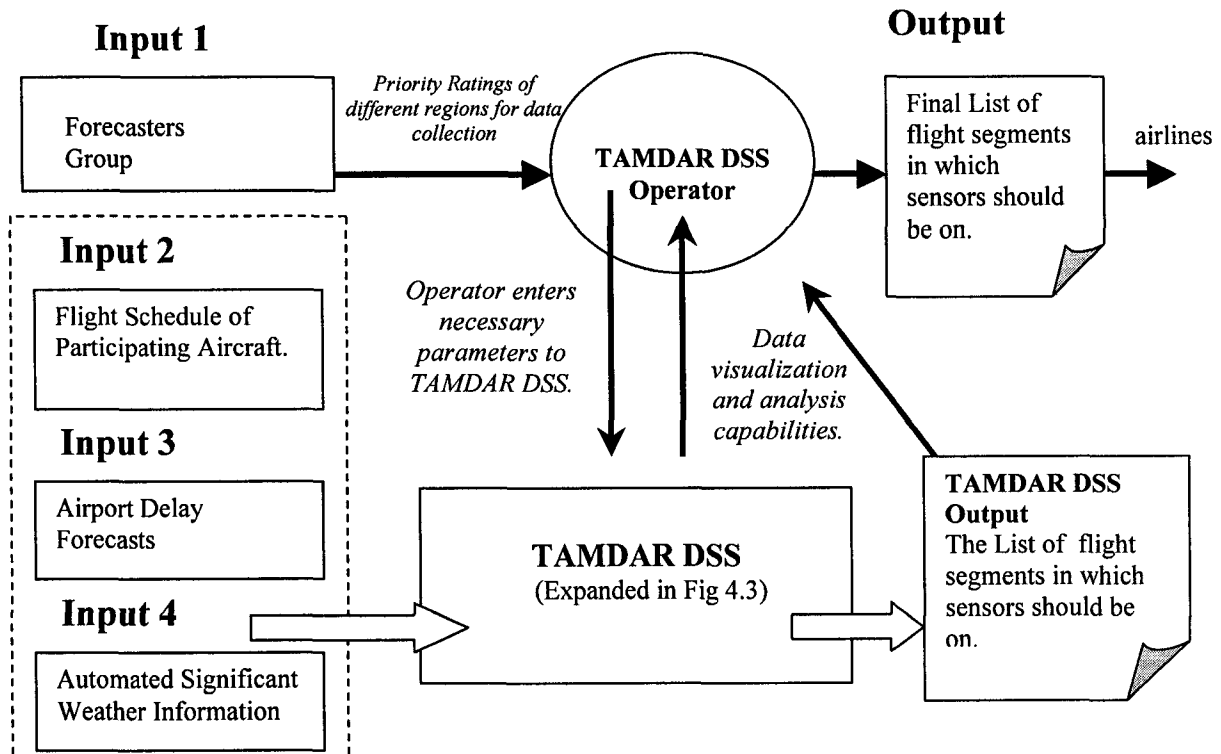 Input 1
Forecasters
Group
Priority Ratings of
different regions for data
collection
TAMDAR DSS
Operator
Output
Final List of
flight segments
in which
sensors should
be on.
airlines
Input 2
Flight Schedule of
Participating Aircraft.
Input 3
Airport Delay
Forecasts
Input 4
Automated Significant
Weather Information
Operator enters
necessary
parameters to
TAMDAR DSS.
Data
visualization
and analysis
capabilities.
TAMDAR DSS
(Expanded in Fig 4.3)
TAMDAR DSS
Output
The List of flight
segments in which
sensors should be
on.